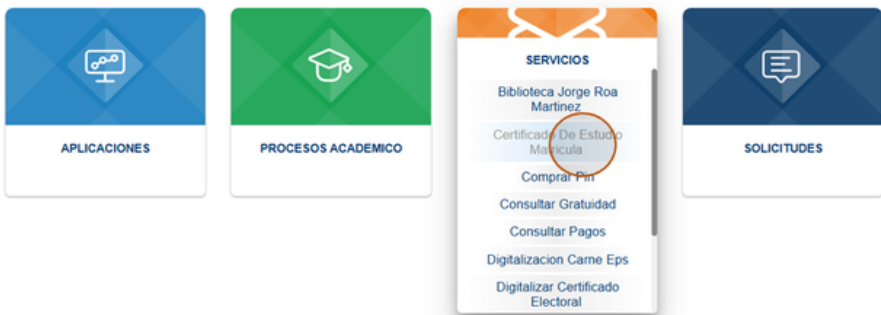 APLICACIONES
PROCESOS ACADEMICO
SERVICIOS
Biblioteca Jorge Roa
Martinez
Certificado De Estudio
Matricula
Comprar Pin
Consultar Gratuidad
Consultar Pagos
Digitalizacion Carne Eps
Digitalizar Certificado
Electoral
SOLICITUDES